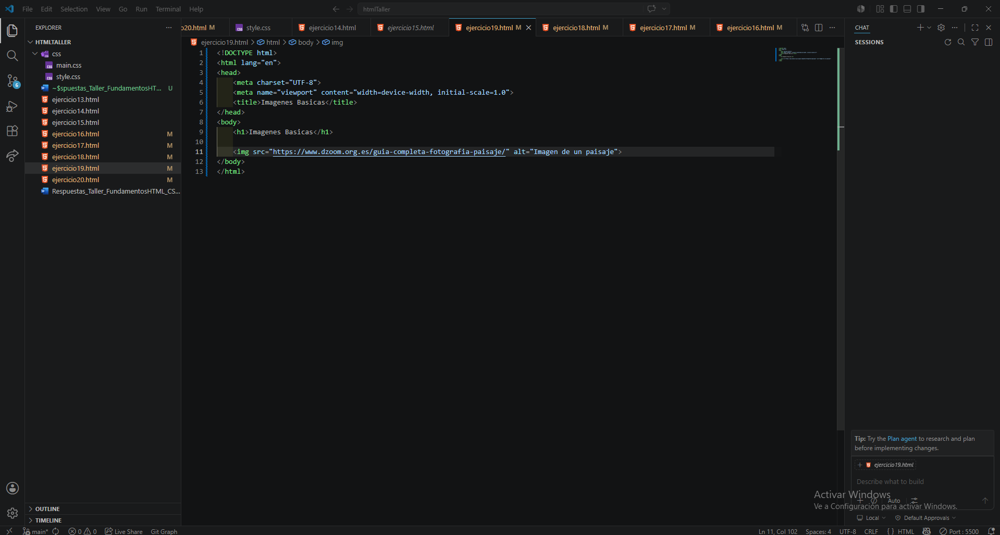 File Edit Selection View Go Run Terminal Help
htmlTaller
EXPLORER
HTMLTALLER
css
main.css
style.css
~$spuestas_Taller_FundamentosHT... U
ejercicio13.html
ejercicio14.html
ejercicio15.html
ejercicio16.html M
ejercicio17.html M
ejercicio18.html M
ejercicio19.html M
ejercicio20.html M
Respuestas_Taller_FundamentosHTML_CS...
OUTLINE
TIMELINE
6
o20.html M style.css ejercicio14.html ejercicio15.html ejercicio19.html M ejercicio18.html M ejercicio17.html M ejercicio16.html M
ejercicio19.html > html > body > img
1 <!DOCTYPE html>
2 <html lang="en">
3 <head>
4 <meta charset="UTF-8">
5 <meta name="viewport" content="width=device-width, initial-scale=1.0">
6 <title>Imagenes Basicas</title>
7 </head>
8 <body>
9 <h1>Imagenes Basicas</h1>
10
11 <img src="https://www.dzoom.org.es/guia-completa-fotografia-paisaje/" alt="Imagen de un paisaje">
12 </body>
13 </html>
CHAT
SESSIONS
Tip: Try the Plan agent to research and plan
before implementing changes.
ejercicio19.html
Describe what to build
Auto
Activar Windows
Ve a Configuración para activar Windows.
Local Default Approvals
main* 0 0 Live Share Git Graph
Ln 11, Col 102 Spaces: 4 UTF-8 CRLF { } HTML Port : 5500